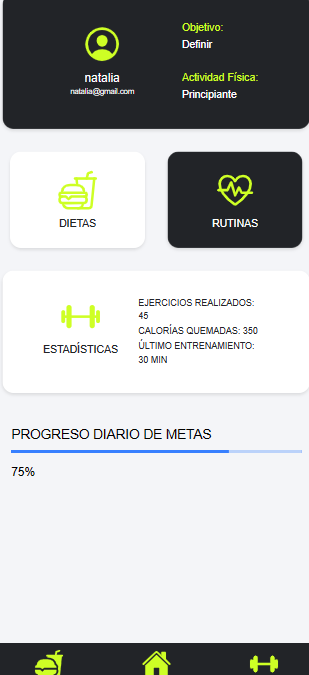 Objetivo:
Definir
natalia
natalia@gmail.com
Actividad Física:
Principiante
DIETAS
RUTINAS
ESTADÍSTICAS
EJERCICIOS REALIZADOS:
45
CALORÍAS QUEMADAS: 350
ÚLTIMO ENTRENAMIENTO:
30 MIN
PROGRESO DIARIO DE METAS
75%